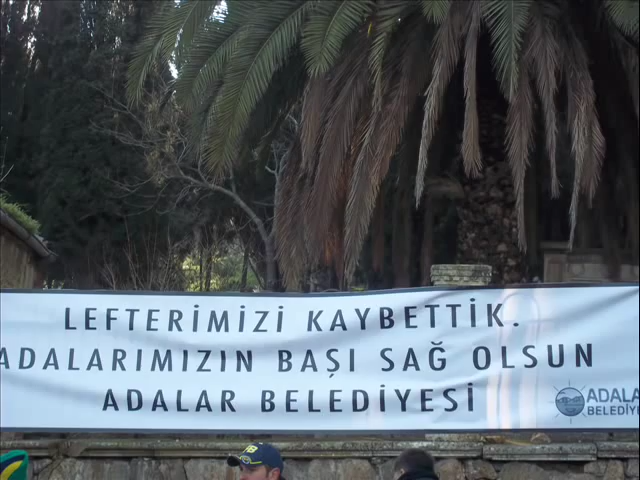 LEFTERİMİZİ KAYBETTİK.
ADALARIMIZIN BAŞI SAĞ OLSUN
ADALAR BELEDİYESİ